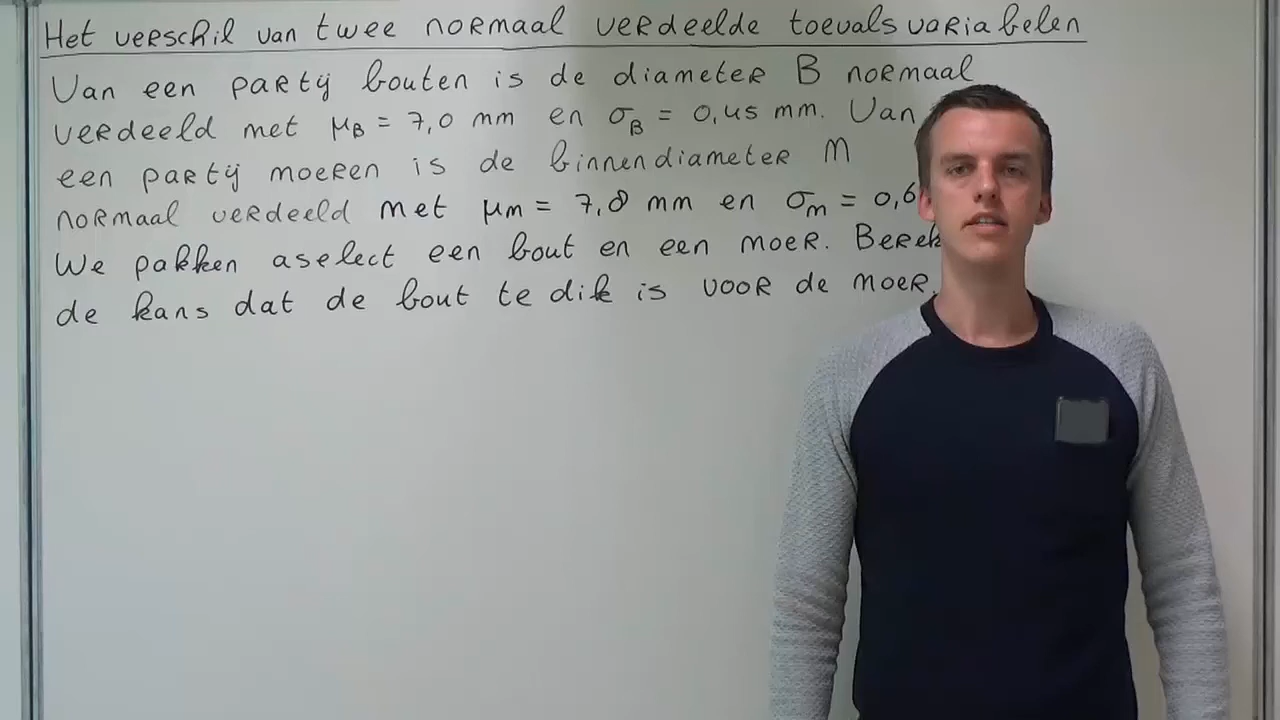 Het verschil van twee normaal verdeelde toevalsvariabelen
Van een partij bouten is de diameter B normaal
verdeeld met μB = 7,0 mm en σB = 0,45 mm. Van
een partij moeren is de binnendiameter M
normaal verdeeld met μm = 7,8 mm en σm = 0,6
We pakken aselect een bout en een moer. Berek
de kans dat de bout te dik is voor de moer.